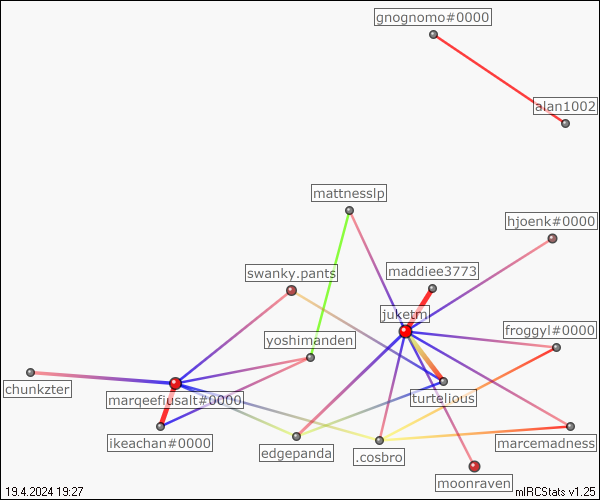 gnognomo#0000
alan1002
mattnesslp
hjoenk#0000
swanky.pants
maddiee3773
juketm
froggyl#0000
yoshimanden
chunkzter
marqeefiusalt#0000
turtelious
ikeachan#0000
edgepanda
.cosbro
marcemadness
moonraven
19.4.2024 19:27
mIRCStats v1.25